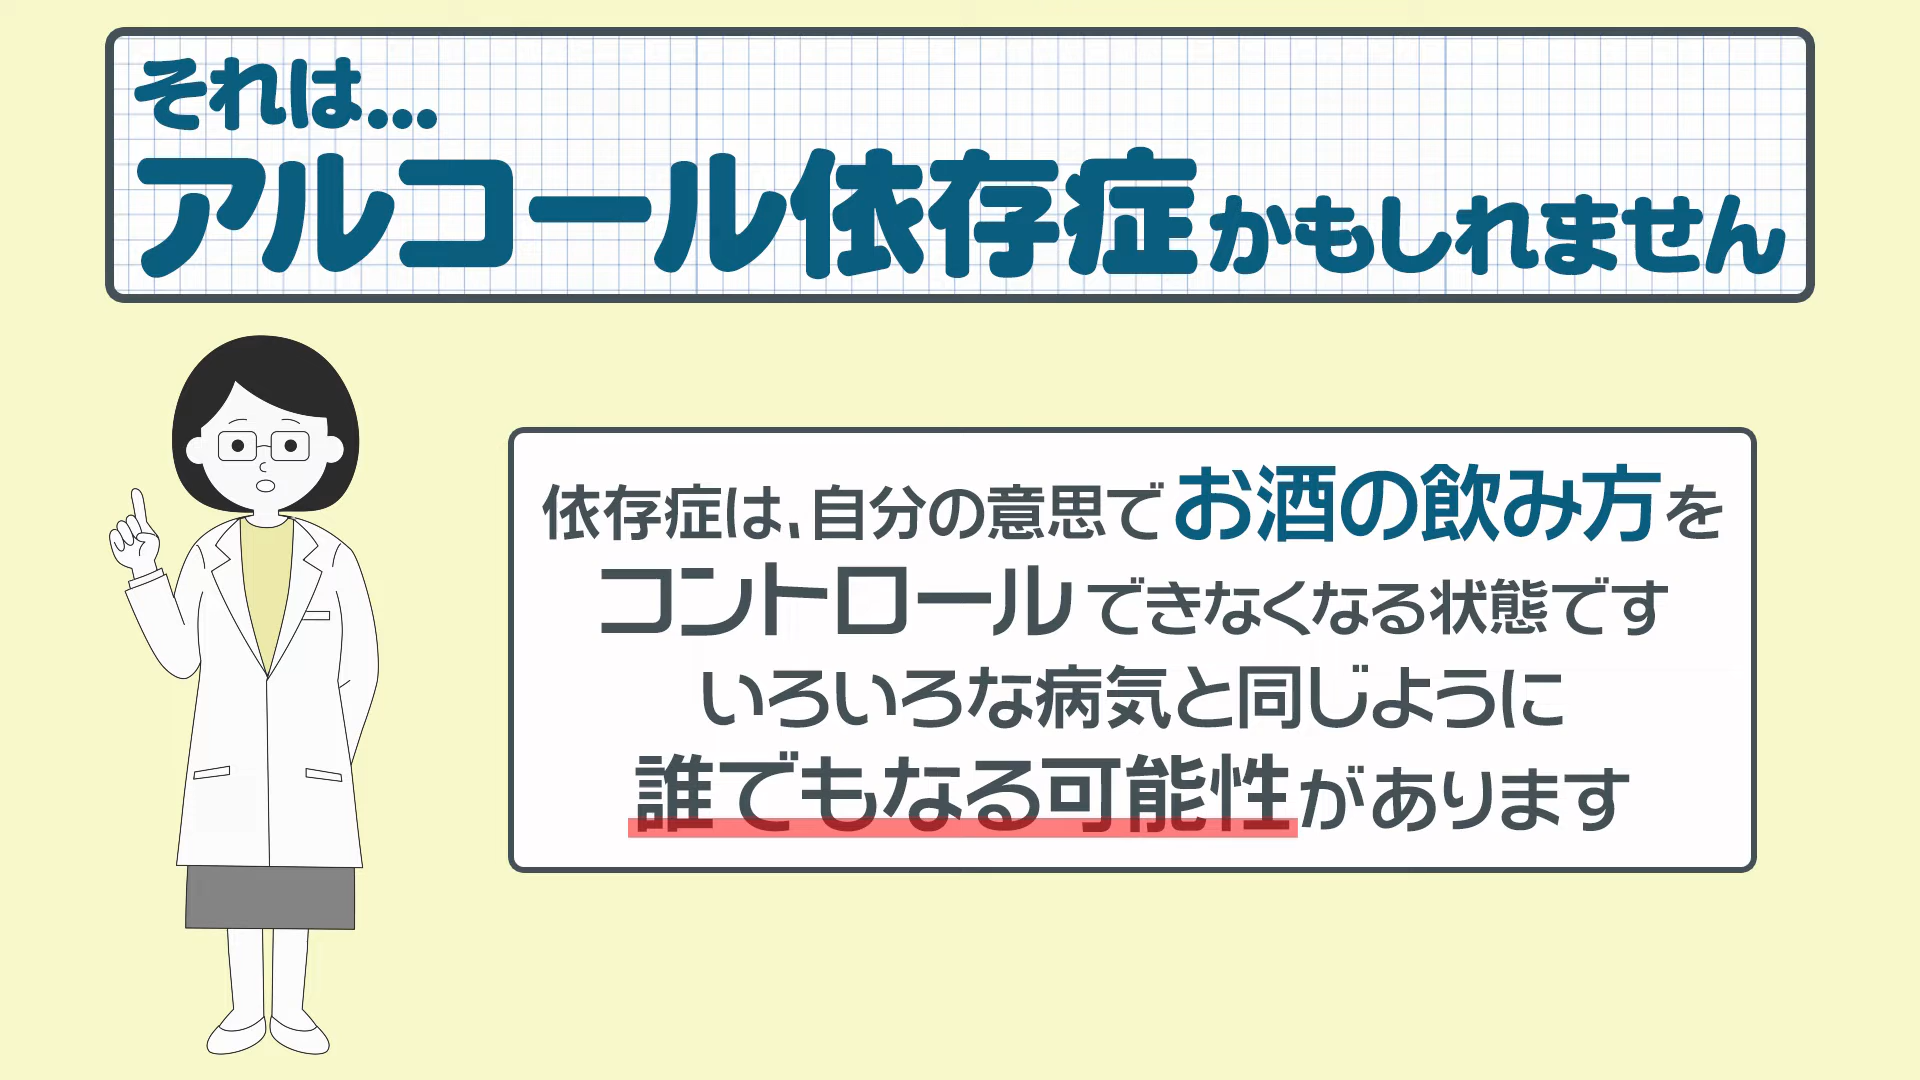 それは...
アルコール依存症かもしれません
依存症は、自分の意思でお酒の飲み方を
コントロールできなくなる状態です
いろいろな病気と同じように
誰でもなる可能性があります